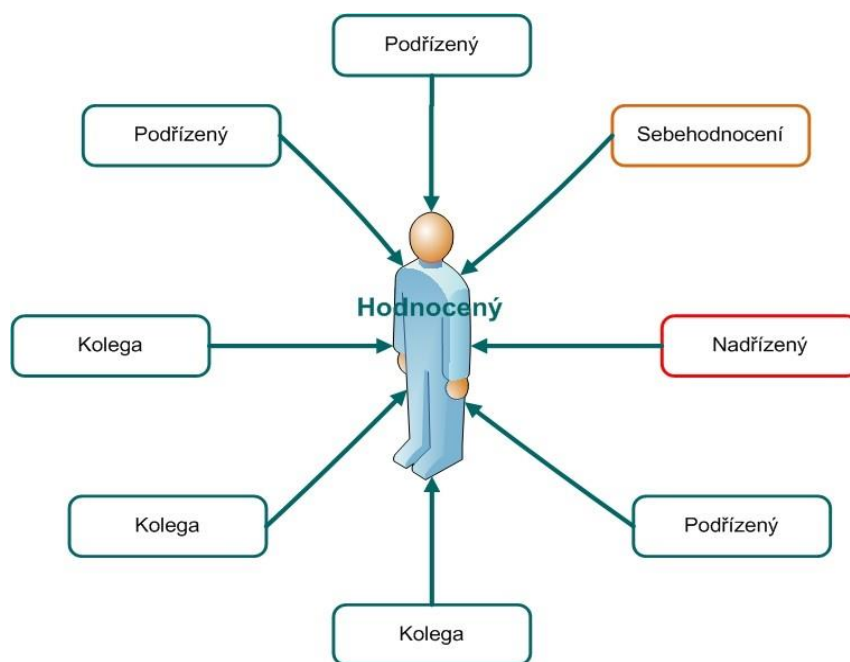 Podřízený
Podřízený
Sebehodnocení
Hodnocený
Kolega
Nadřízený
Kolega
Podřízený
Kolega